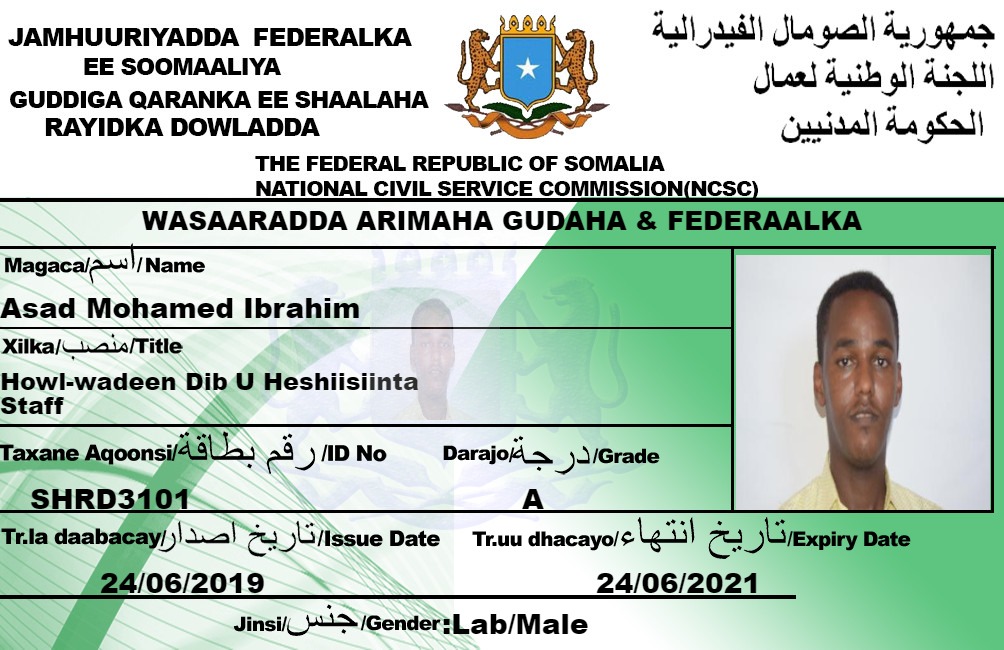 JAMHUURIYADDA FEDERALKA
EE SOOMAALIYA
GUDDIGA QARANKA EE SHAALAHA
RAYIDKA DOWLADDA
جمهورية الصومال الفيدرالية
اللجنة الوطنية لعمال
الحكومة المدنيين
THE FEDERAL REPUBLIC OF SOMALIA
NATIONAL CIVIL SERVICE COMMISSION(NCSC)
WASAARADDA ARIMAHA GUDAHA & FEDERAALKA
Magaca/اسم/Name
Asad Mohamed Ibrahim
Xilka/منصب/Title
Howl-wadeen Dib U Heshiisiinta
Staff
Taxane Aqoonsi/رقم بطاقة/ID No Darajo/درجة/Grade
SHRD3101 A
Tr.la daabacay/تاريخ اصدار/Issue Date Tr.uu dhacayo/تاريخ انتهاء/Expiry Date
24/06/2019 24/06/2021
Jinsi/جنس/Gender:Lab/Male